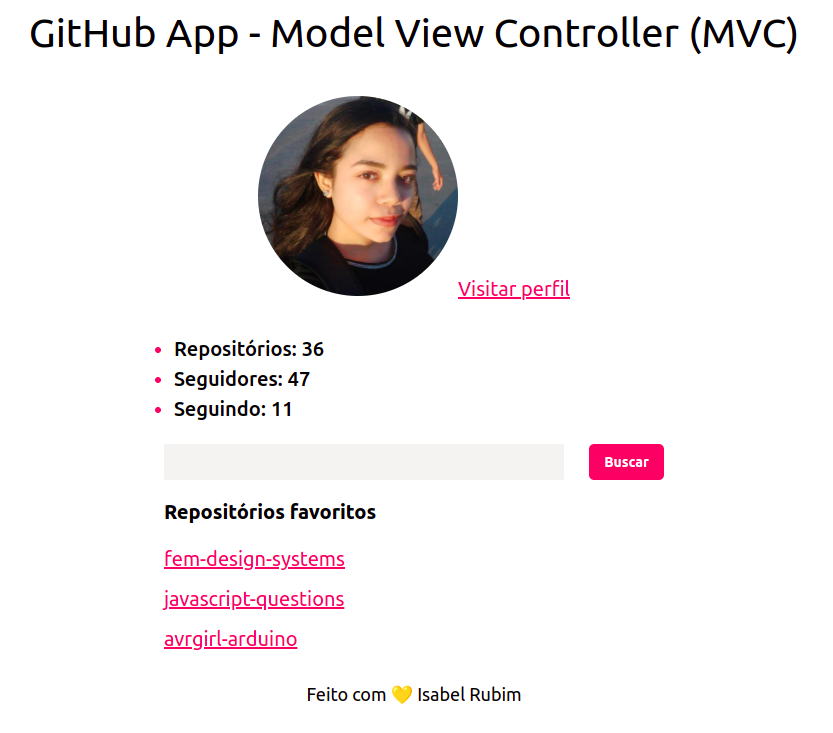 GitHub App - Model View Controller (MVC)
Visitar perfil
Repositórios: 36
Seguidores: 47
Seguindo: 11
Buscar
Repositórios favoritos
fem-design-systems
javascript-questions
avrgirl-arduino
Feito com 💛 Isabel Rubim